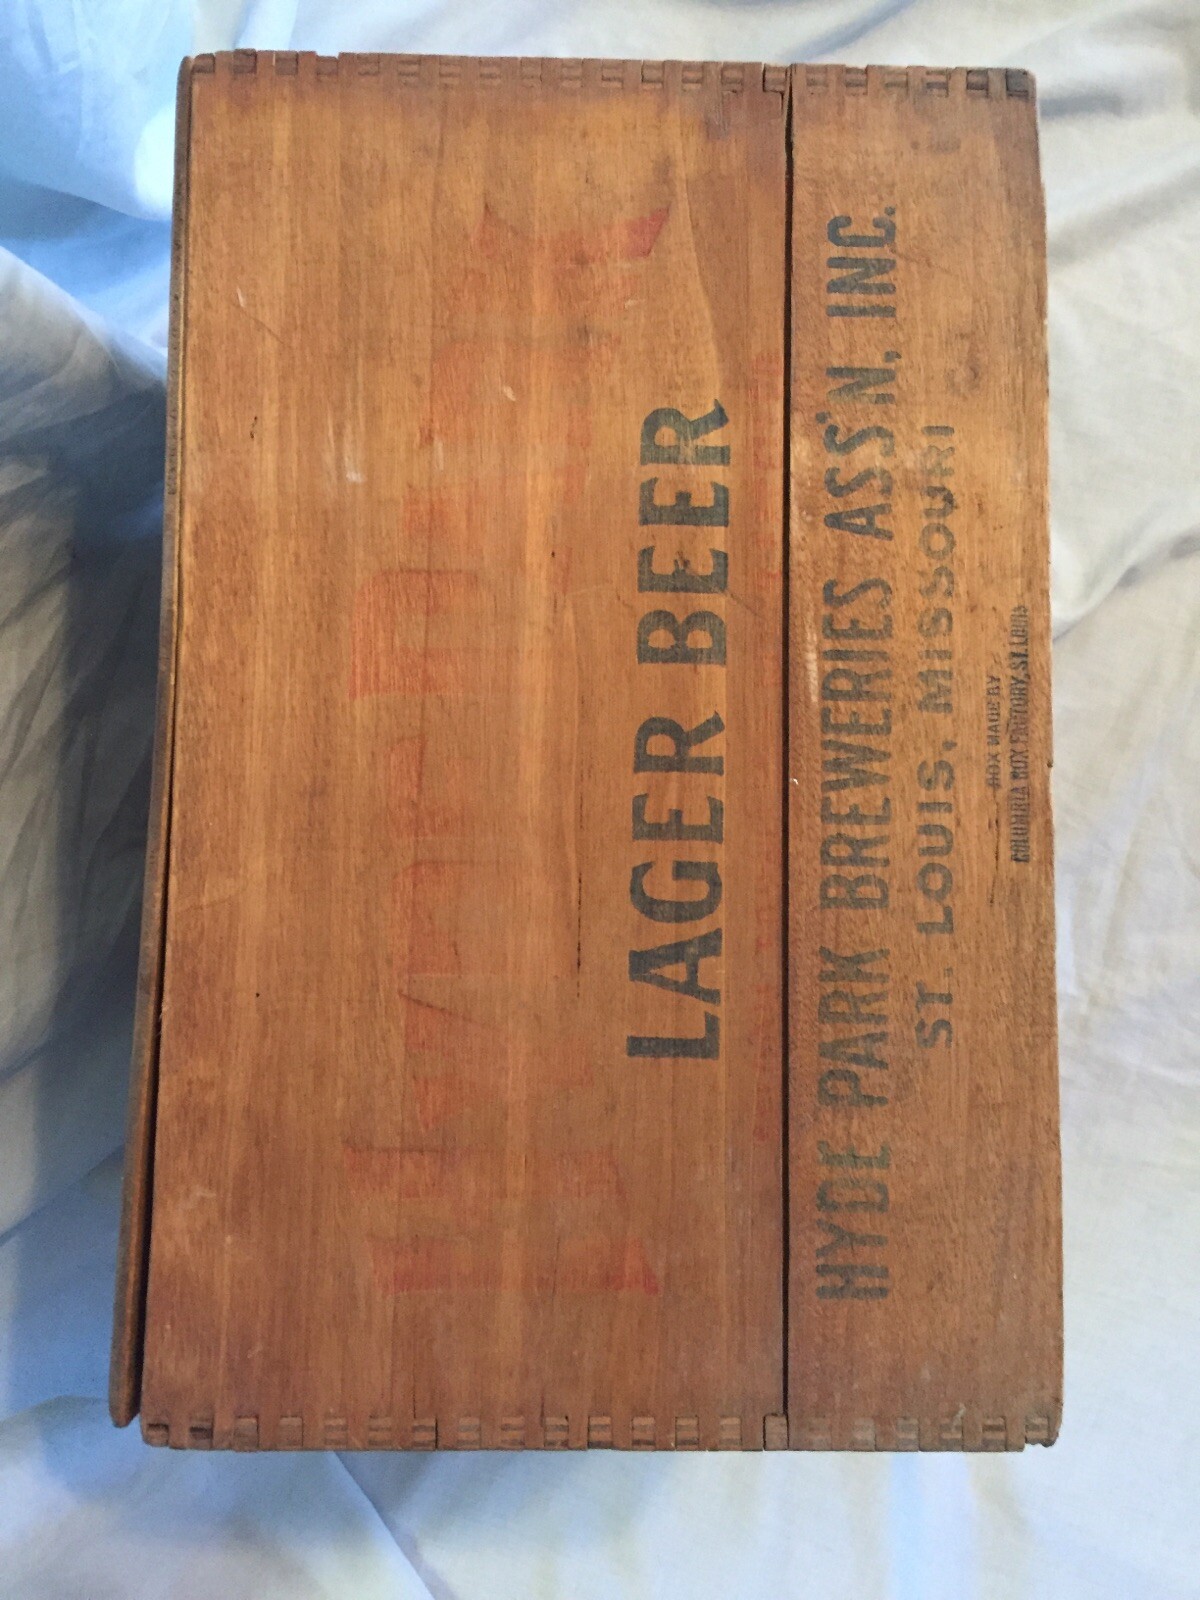 LAGER BEER
HYDE PARK BREWERIES ASS'N, INC.
ST. LOUIS, MISSOURI
BOX MADE BY
COLUMBIA BOX FACTORY, ST. LOUIS